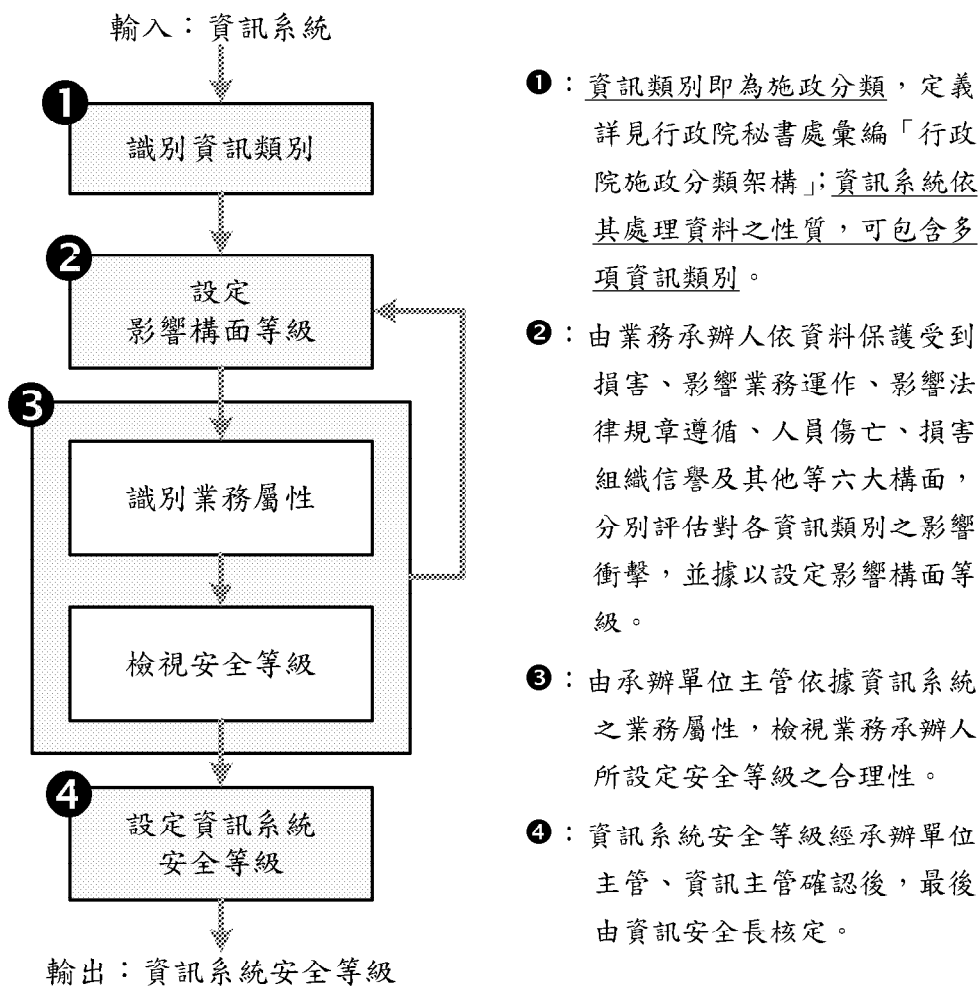 輸入：資訊系統
❶
識別資訊類別
❷
設定
影響構面等級
❸
識別業務屬性
檢視安全等級
❹
設定資訊系統
安全等級
輸出：資訊系統安全等級
❶：資訊類別即為施政分類，定義
詳見行政院秘書處彙編「行政
院施政分類架構」；資訊系統依
其處理資料之性質，可包含多
項資訊類別。
❷：由業務承辦人依資料保護受到
損害、影響業務運作、影響法
律規章遵循、人員傷亡、損害
組織信譽及其他等六大構面，
分別評估對各資訊類別之影響
衝擊，並據以設定影響構面等
級。
❸：由承辦單位主管依據資訊系統
之業務屬性，檢視業務承辦人
所設定安全等級之合理性。
❹：資訊系統安全等級經承辦單位
主管、資訊主管確認後，最後
由資訊安全長核定。